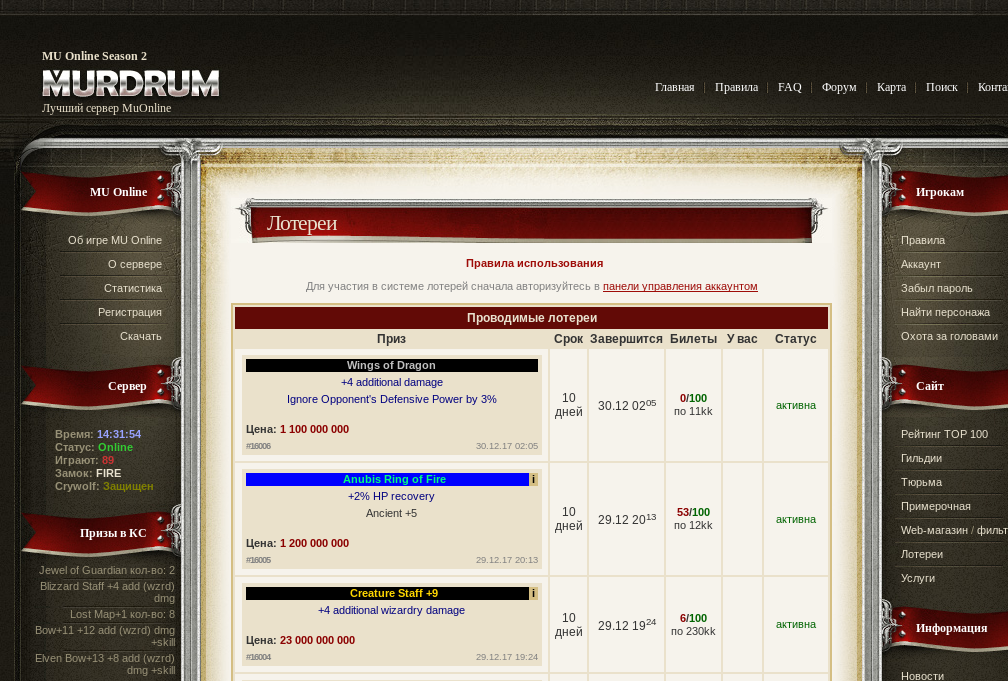 MU Online Season 2
MURDRUM
Лучший сервер MuOnline
Главная
Правила
FAQ
Форум
Карта
Поиск
Конта
MU Online
Об игре MU Online
О сервере
Статистика
Регистрация
Скачать
Сервер
Время: 14:31:54
Статус: Online
Играют: 89
Замок: FIRE
Crywolf: Защищен
Призы в КС
Jewel of Guardian кол-во: 2
Blizzard Staff +4 add (wzrd)
dmg
Lost Map+1 кол-во: 8
Bow+11 +12 add (wzrd) dmg
+skill
Elven Bow+13 +8 add (wzrd)
dmg +skill
Лотереи
Правила использования
Для участия в системе лотерей сначала авторизуйтесь в панели управления аккаунтом
Проводимые лотереи
Приз Срок Завершится Билеты У вас Статус
Wings of Dragon
+4 additional damage
Ignore Opponent's Defensive Power by 3%
Цена: 1 100 000 000
#16006 30.12.17 02:05
10
дней
30.12 02⁰⁵
0/100
по 11kk
активна
Anubis Ring of Fire i
+2% HP recovery
Ancient +5
Цена: 1 200 000 000
#16005 29.12.17 20:13
10
дней
29.12 20¹³
53/100
по 12kk
активна
Creature Staff +9 i
+4 additional wizardry damage
Цена: 23 000 000 000
#16004 29.12.17 19:24
10
дней
29.12 19²⁴
6/100
по 230kk
активна
Игрокам
Правила
Аккаунт
Забыл пароль
Найти персонажа
Охота за головами
Сайт
Рейтинг TOP 100
Гильдии
Тюрьма
Примерочная
Web-магазин / фильт
Лотереи
Услуги
Информация
Новости